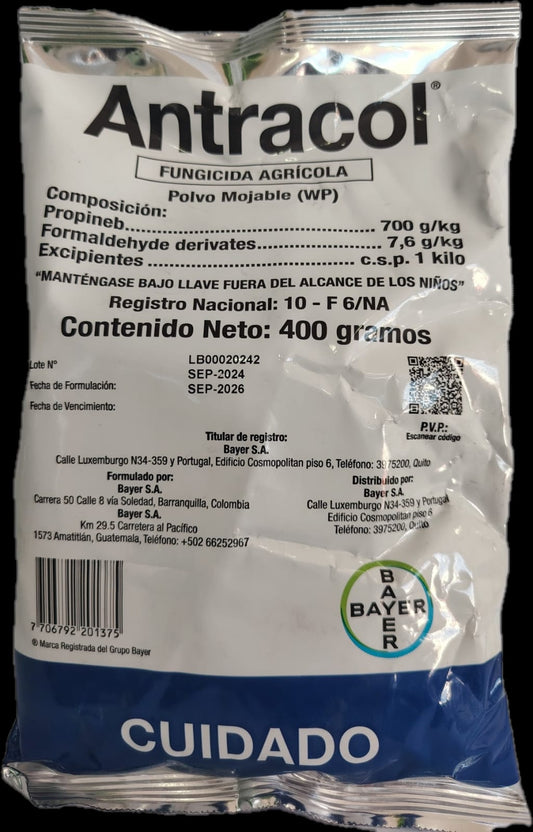 Antracol®
FUNGICIDA AGRÍCOLA
Polvo Mojable (WP)
Composición:
Propineb.................................................. 700 g/kg
Formaldehyde derivates..................... 7,6 g/kg
Excipientes ........................................ c.s.p. 1 kilo
"MANTÉNGASE BAJO LLAVE FUERA DEL ALCANCE DE LOS NIÑOS"
Registro Nacional: 10 - F 6/NA
Contenido Neto: 400 gramos
Lote N° LB00020242
SEP-2024
Fecha de Formulación: SEP-2026
Fecha de Vencimiento:
P.V.P.:
Escanear código
Titular de registro:
Bayer S.A.
Calle Luxemburgo N34-359 y Portugal, Edificio Cosmopolitan piso 6, Teléfono: 3975200, Quito
Formulado por:
Bayer S.A.
Carrera 50 Calle 8 vía Soledad, Barranquilla, Colombia
Bayer S.A.
Km 29.5 Carretera al Pacífico
1573 Amatitlán, Guatemala, Teléfono: +502 66252967
Distribuido por:
Bayer S.A.
Calle Luxemburgo N34-359 y Portugal
Edificio Cosmopolitan piso 6
Teléfono: 3975200, Quito
BAYER
BAYER
7 706792 201375
® Marca Registrada del Grupo Bayer
CUIDADO